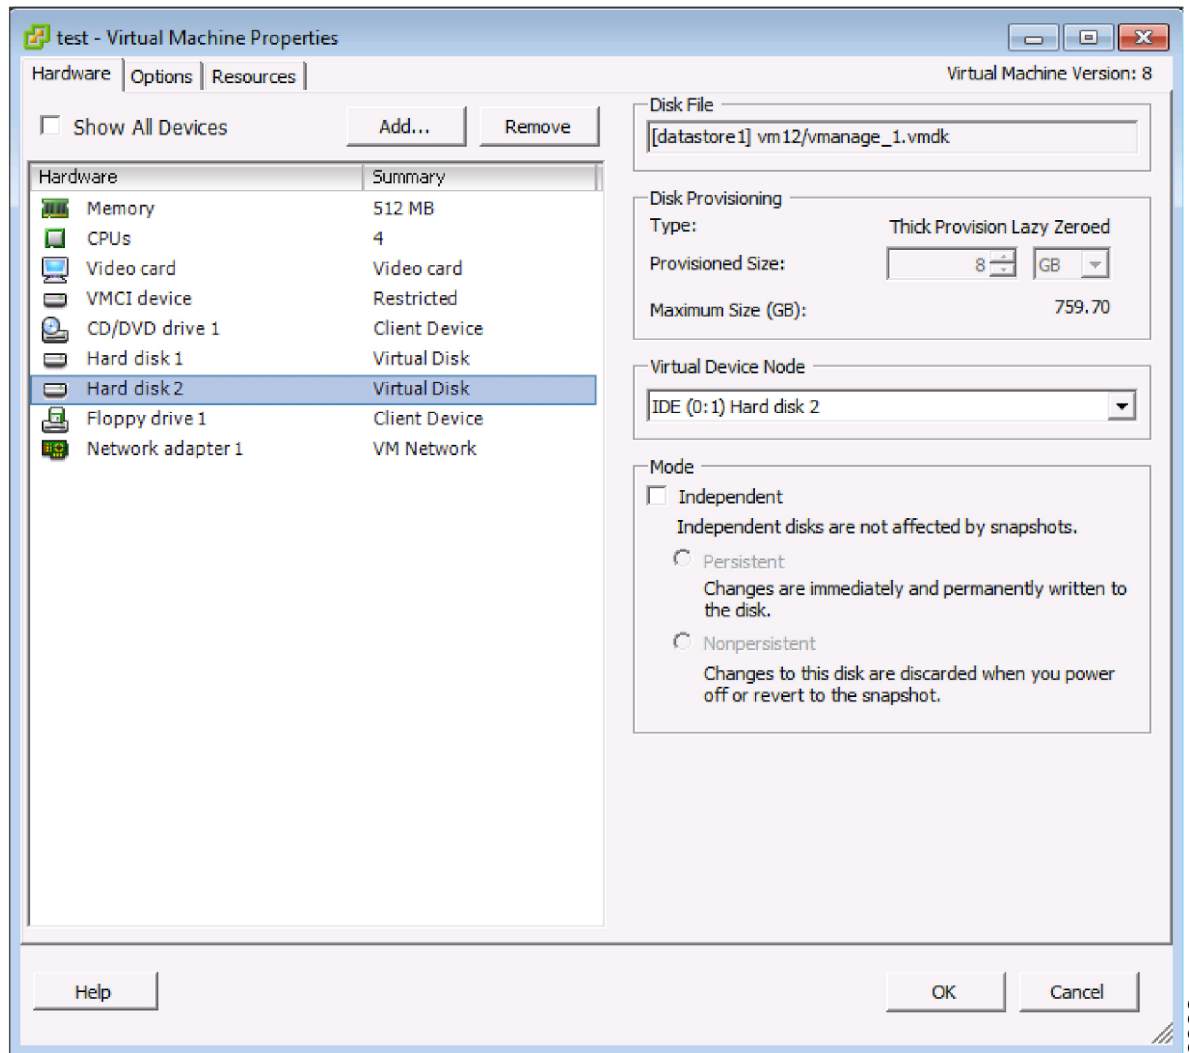 test - Virtual Machine Properties
Hardware Options Resources
Virtual Machine Version: 8
Show All Devices
Add... Remove
Hardware Summary
Memory 512 MB
CPUs 4
Video card Video card
VMCI device Restricted
CD/DVD drive 1 Client Device
Hard disk 1 Virtual Disk
Hard disk 2 Virtual Disk
Floppy drive 1 Client Device
Network adapter 1 VM Network
Disk File
[datastore1] vm12/vmanage_1.vmdk
Disk Provisioning
Type: Thick Provision Lazy Zeroed
Provisioned Size: 8 GB
Maximum Size (GB): 759.70
Virtual Device Node
IDE (0:1) Hard disk 2
Mode
Independent
Independent disks are not affected by snapshots.
Persistent
Changes are immediately and permanently written to
the disk.
Nonpersistent
Changes to this disk are discarded when you power
off or revert to the snapshot.
Help
OK Cancel